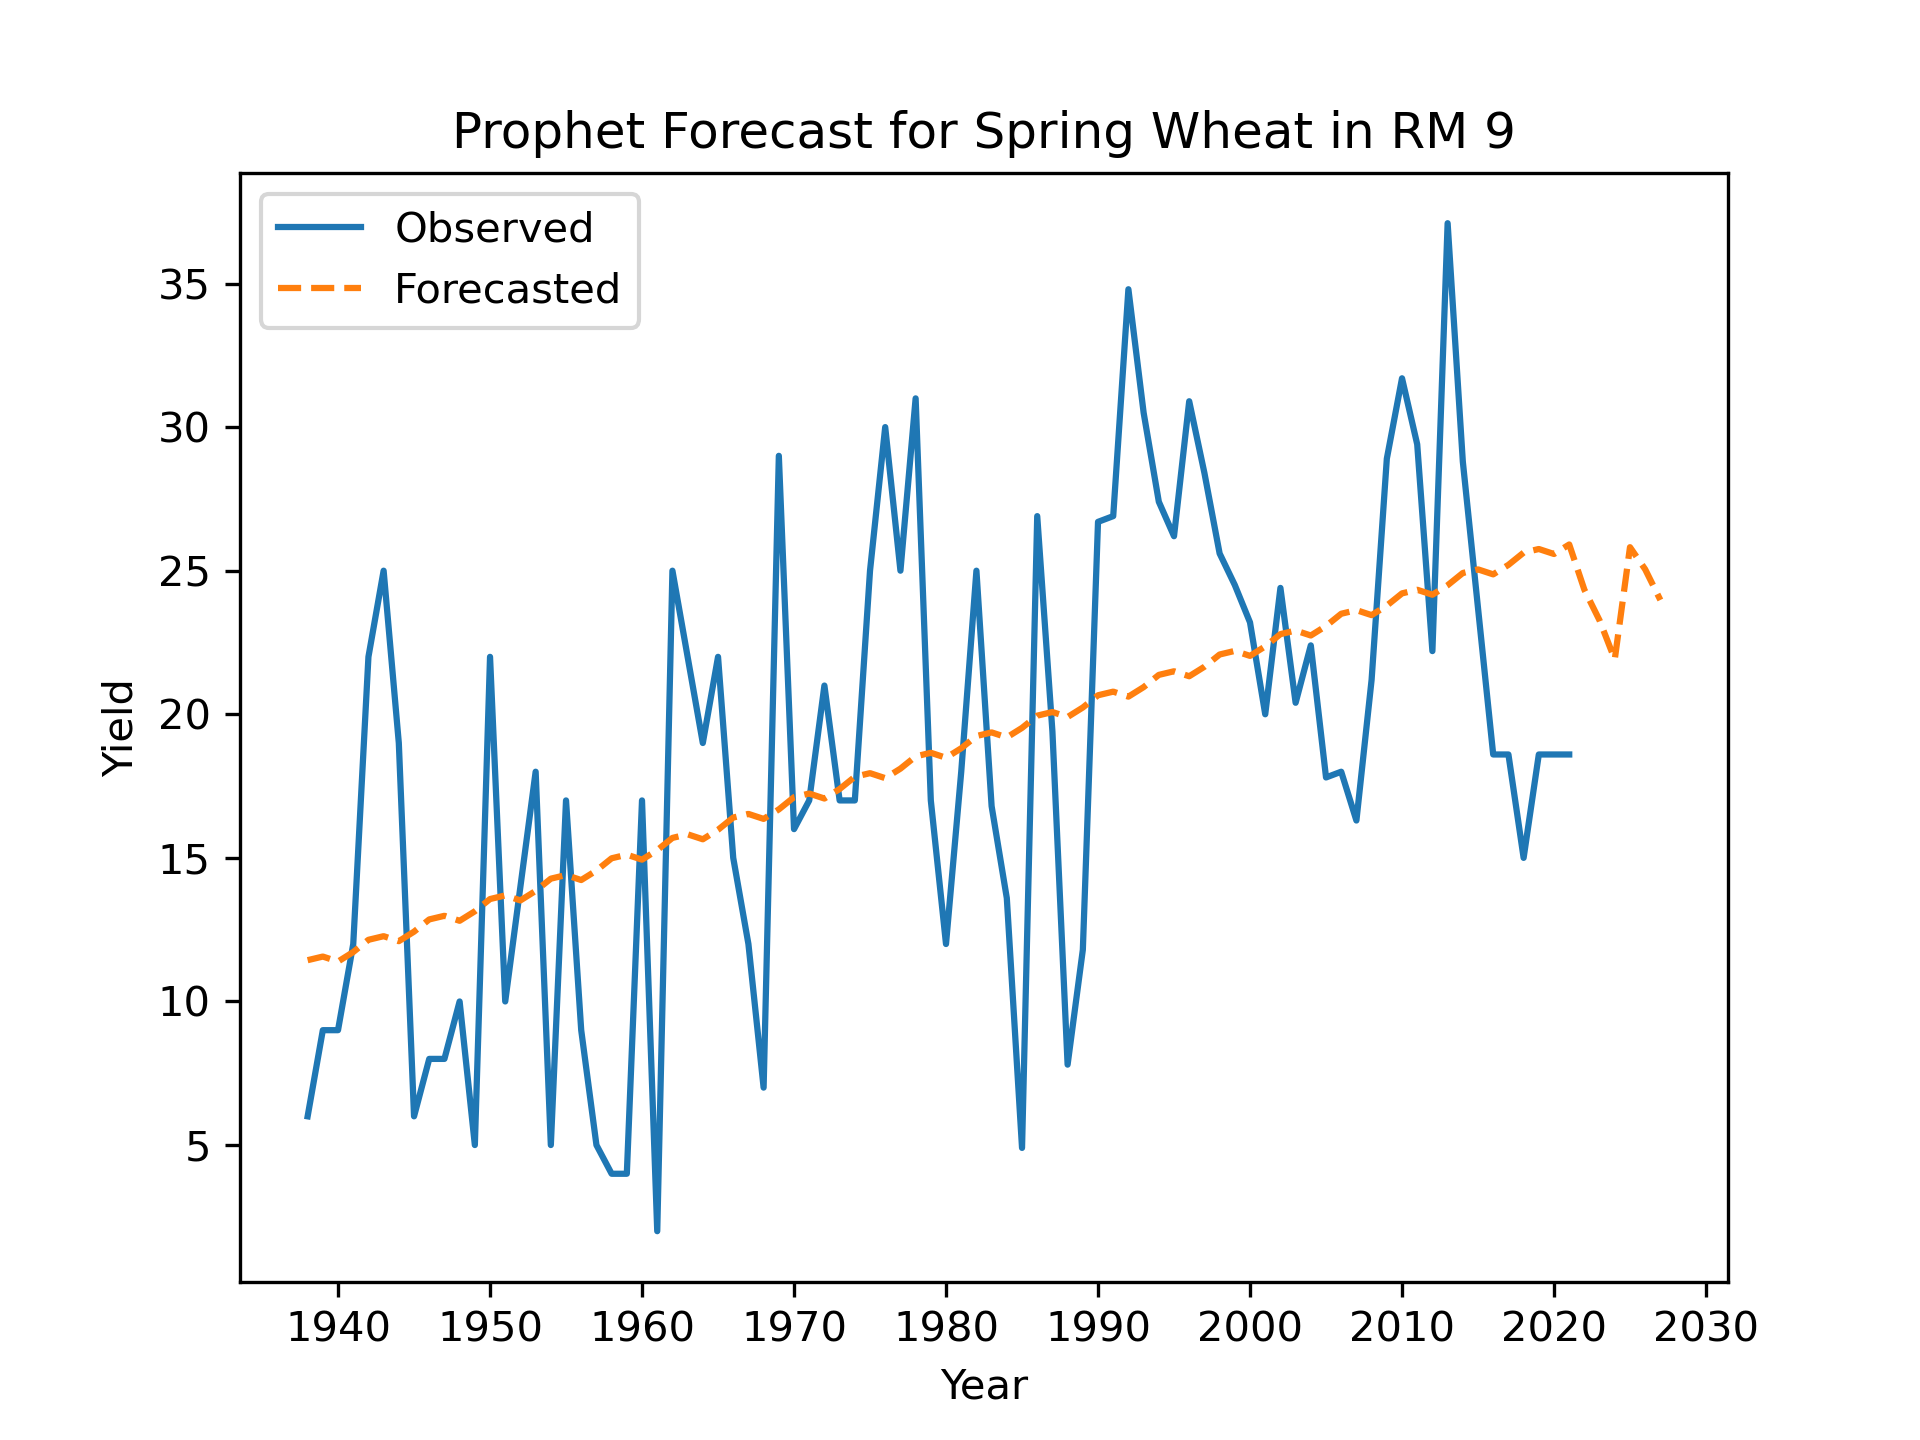 Prophet Forecast for Spring Wheat in RM 9
Observed
Forecasted
35
30
25
20
15
10
5
Yield
1940 1950 1960 1970 1980 1990 2000 2010 2020 2030
Year